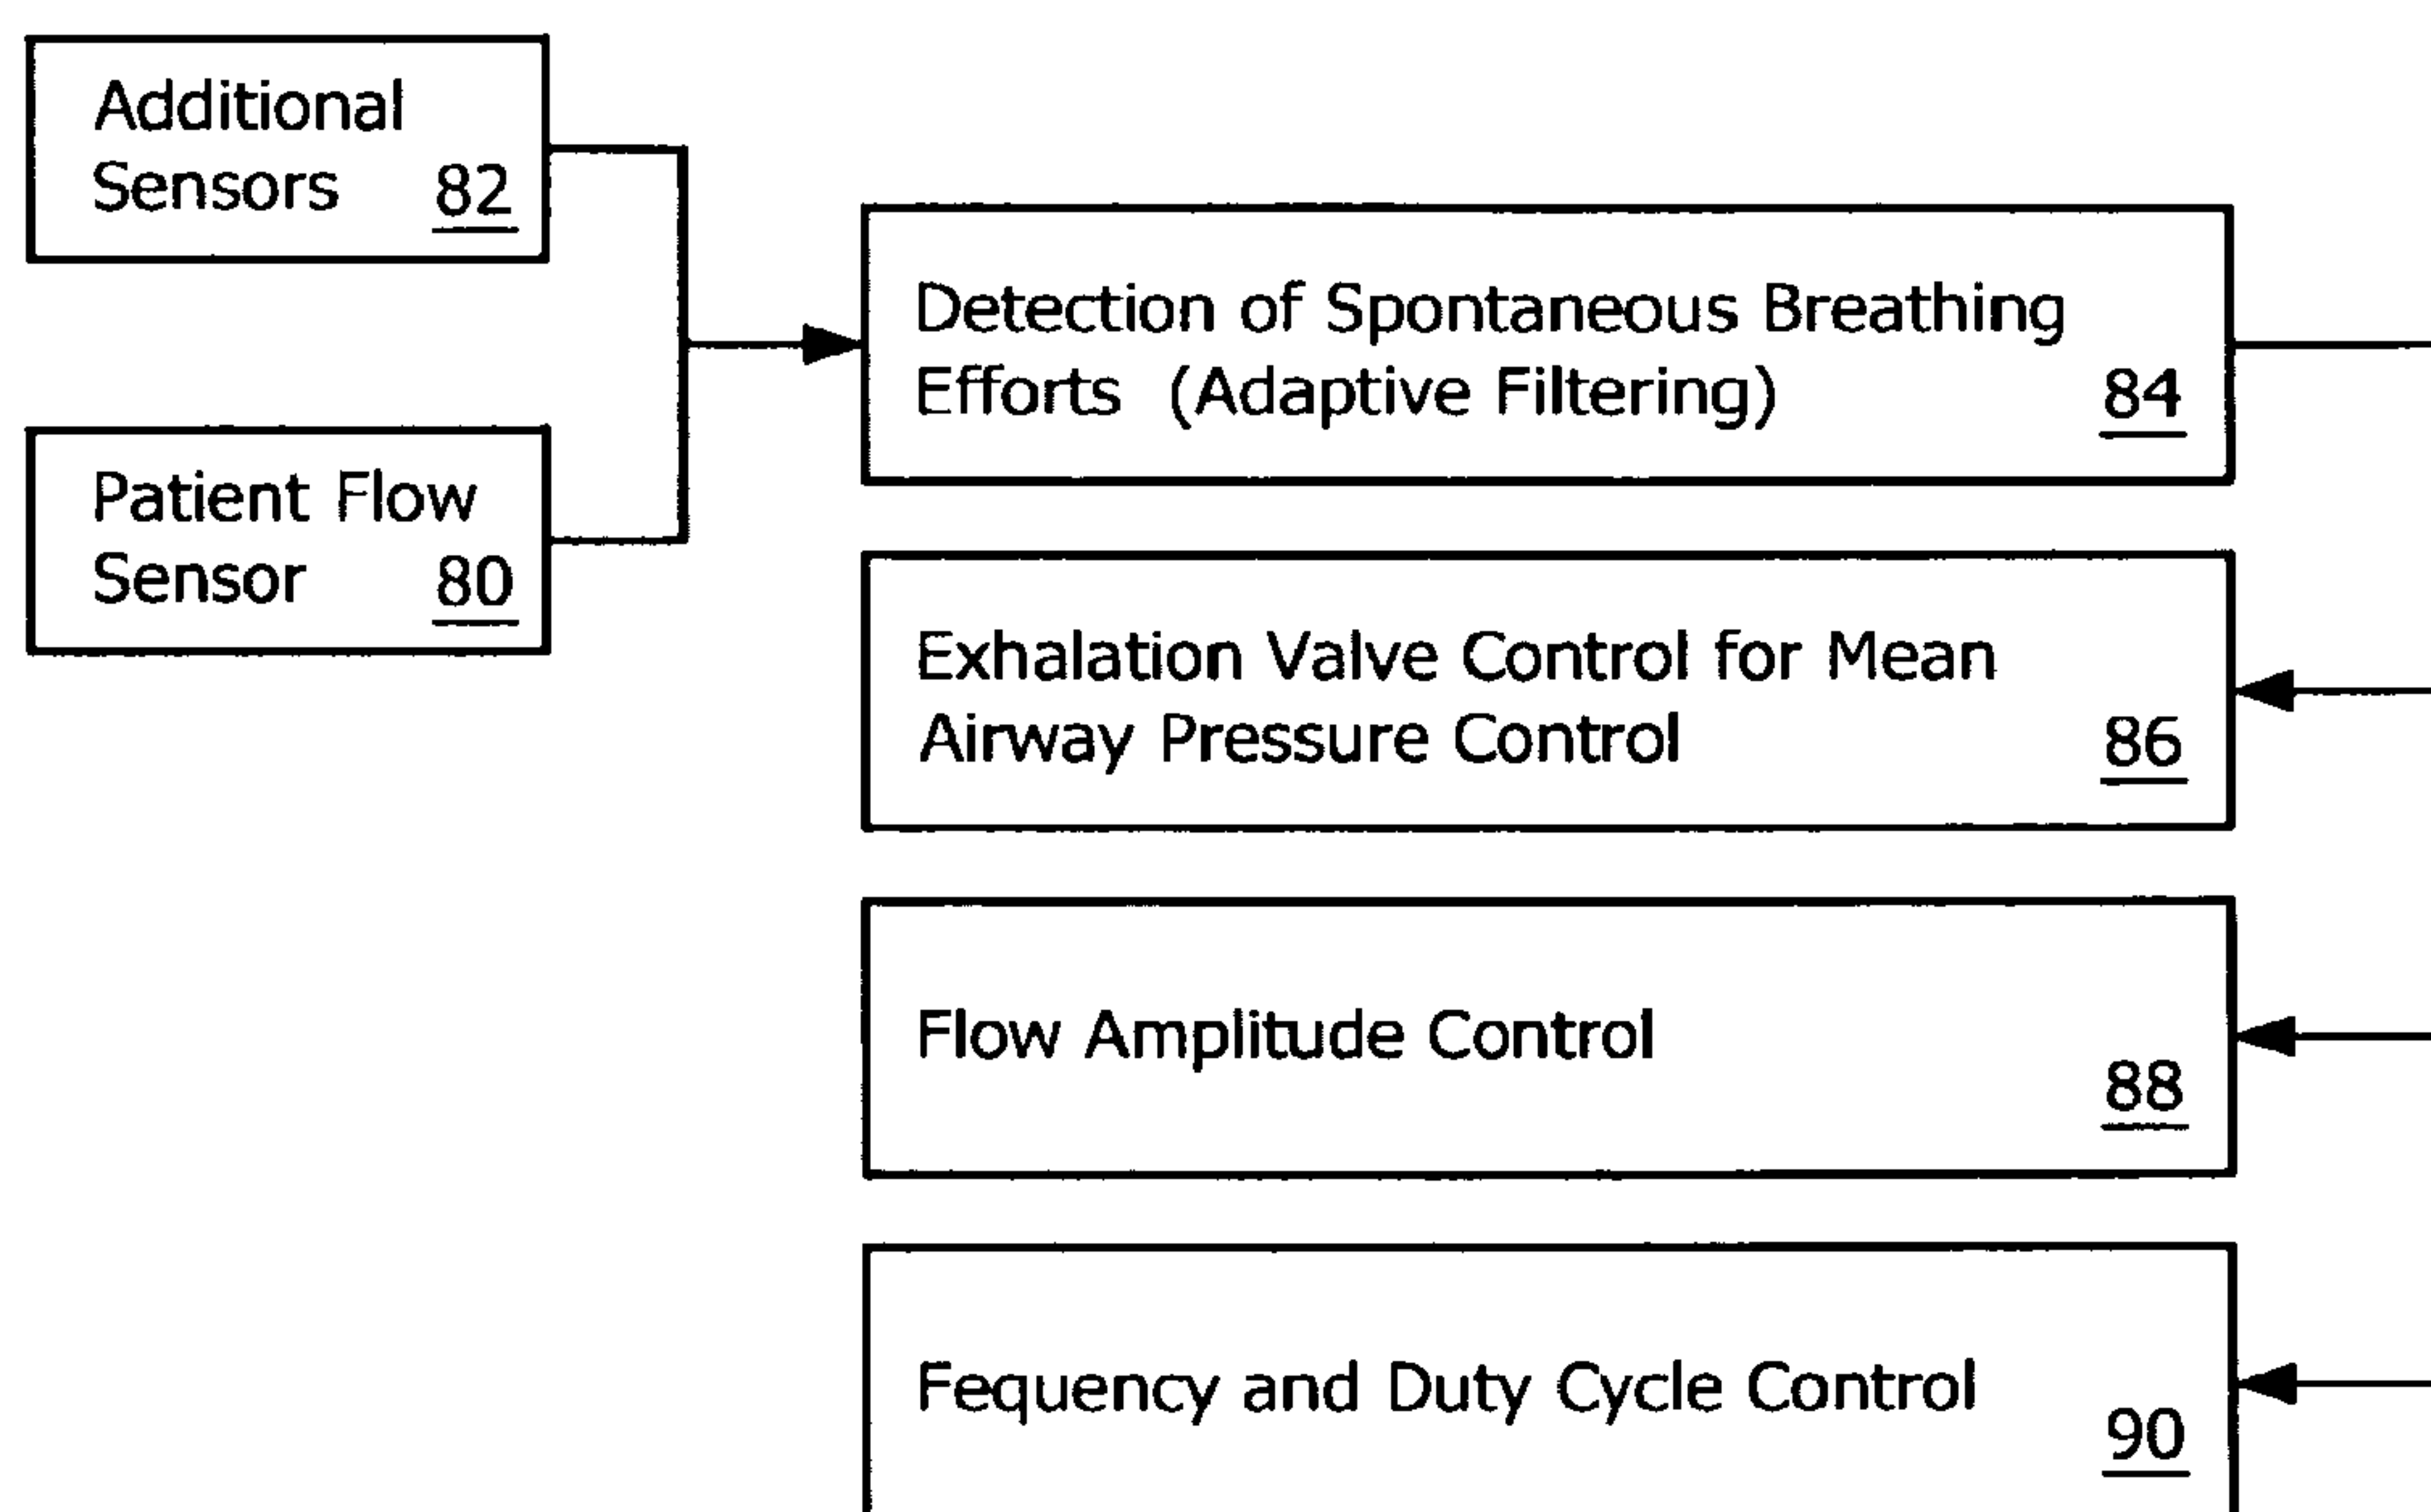 Additional
Sensors 82
Patient Flow
Sensor 80
Detection of Spontaneous Breathing
Efforts (Adaptive Filtering) 84
Exhalation Valve Control for Mean
Airway Pressure Control 86
Flow Amplitude Control
88
Fequency and Duty Cycle Control
90